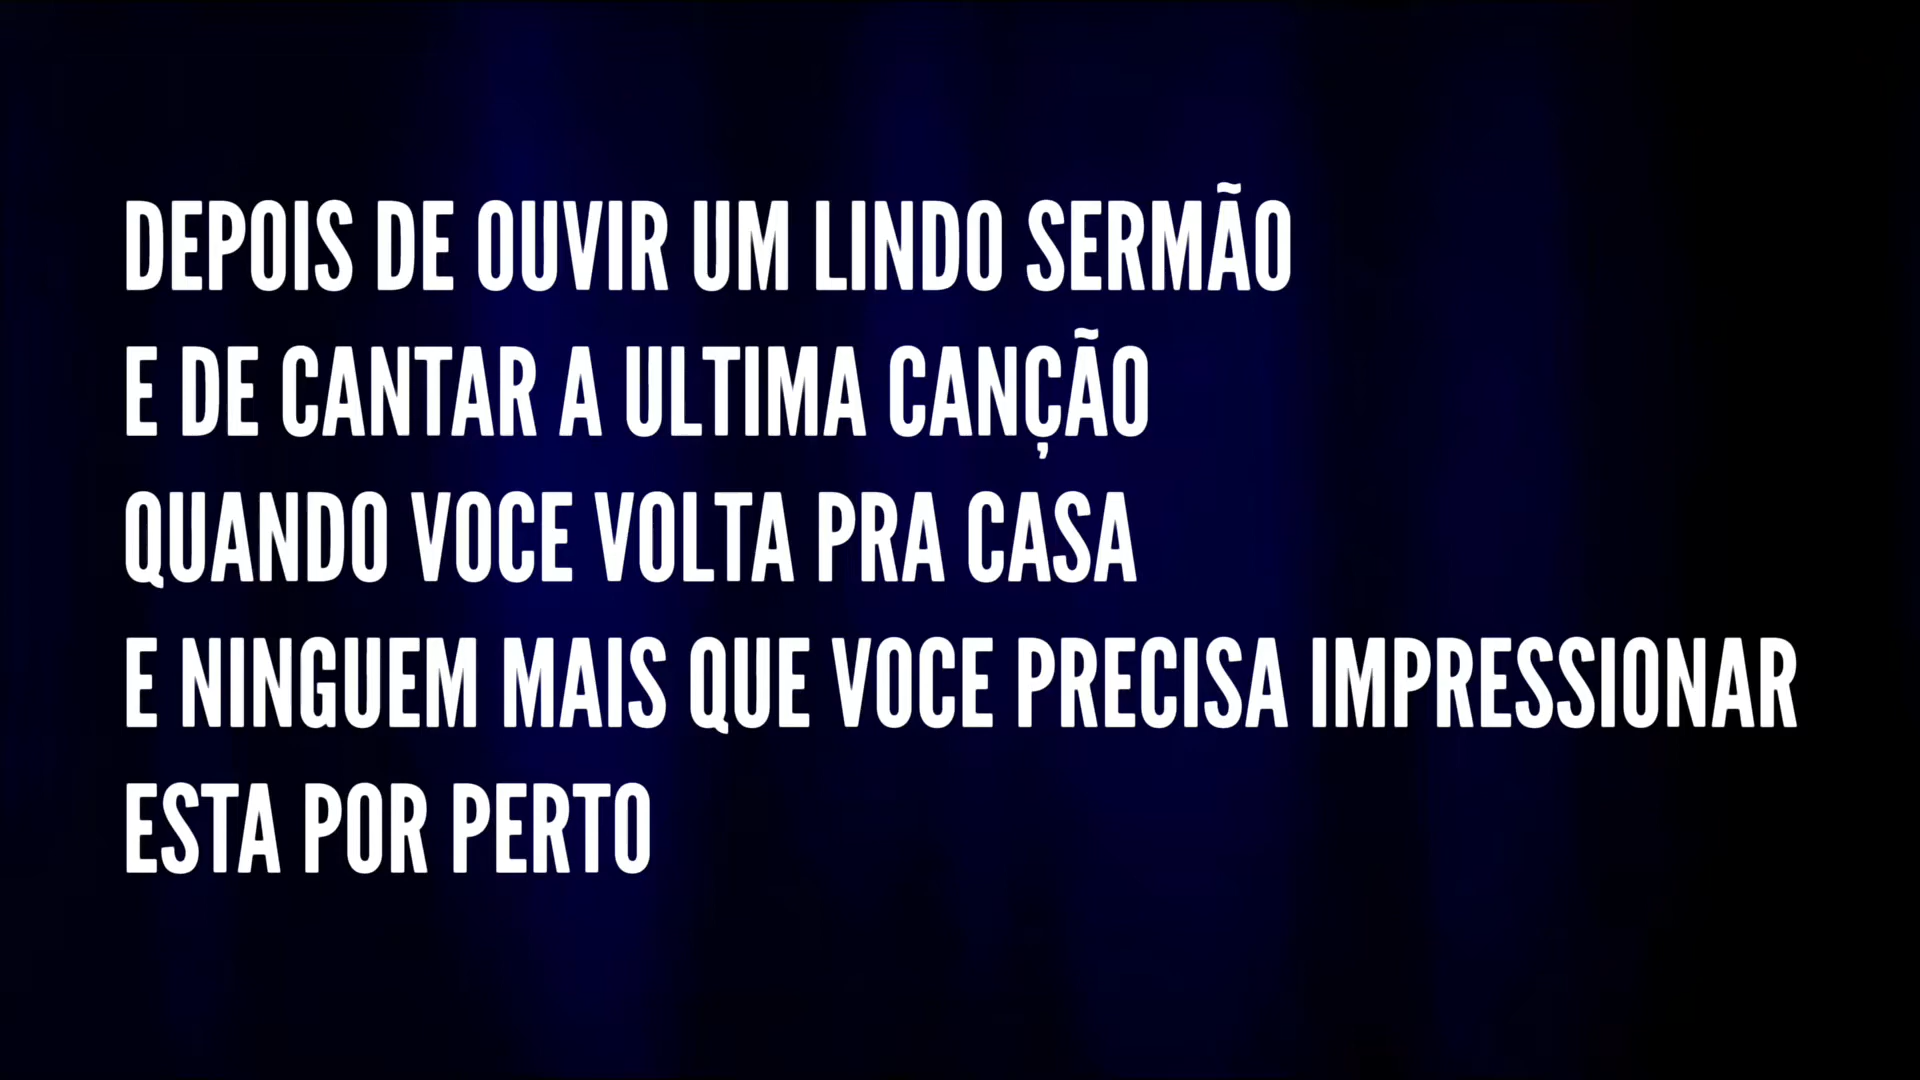 DEPOIS DE OUVIR UM LINDO SERMÃO
E DE CANTAR A ULTIMA CANÇÃO
QUANDO VOCE VOLTA PRA CASA
E NINGUEM MAIS QUE VOCE PRECISA IMPRESSIONAR
ESTA POR PERTO